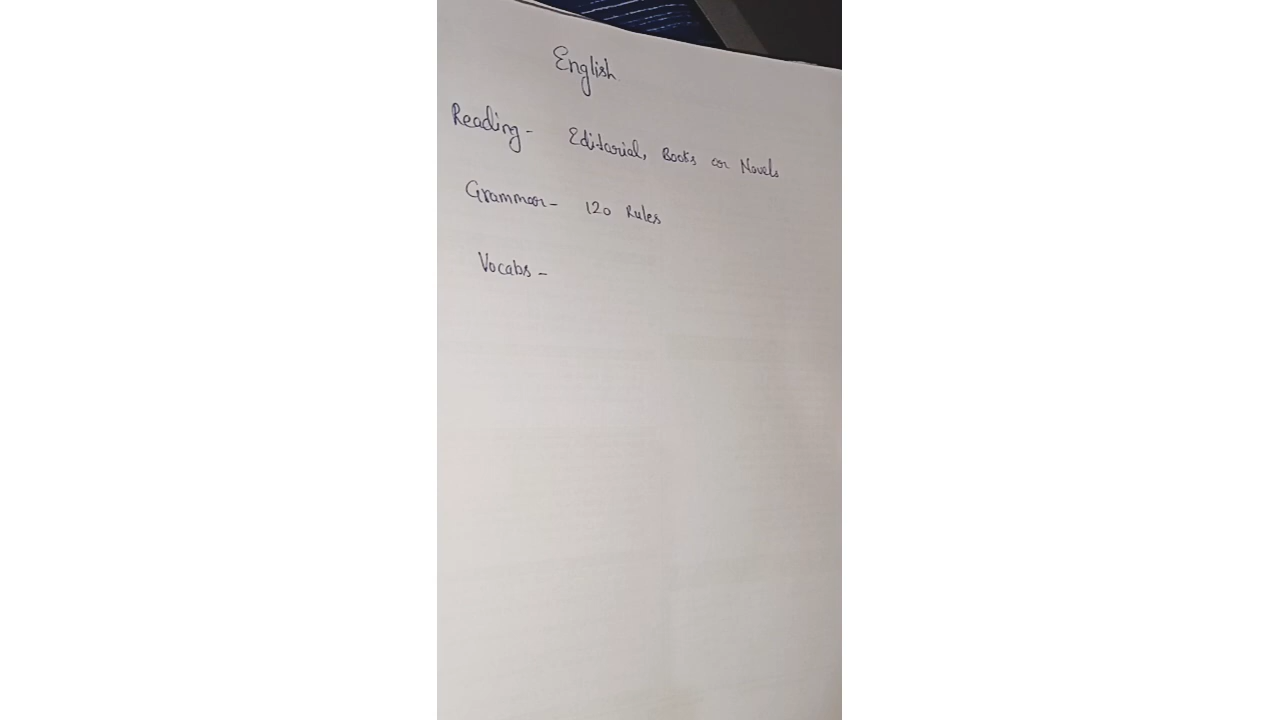 English
Reading - Editorial, Books or Novels
Grammar - 120 Rules
Vocabs -